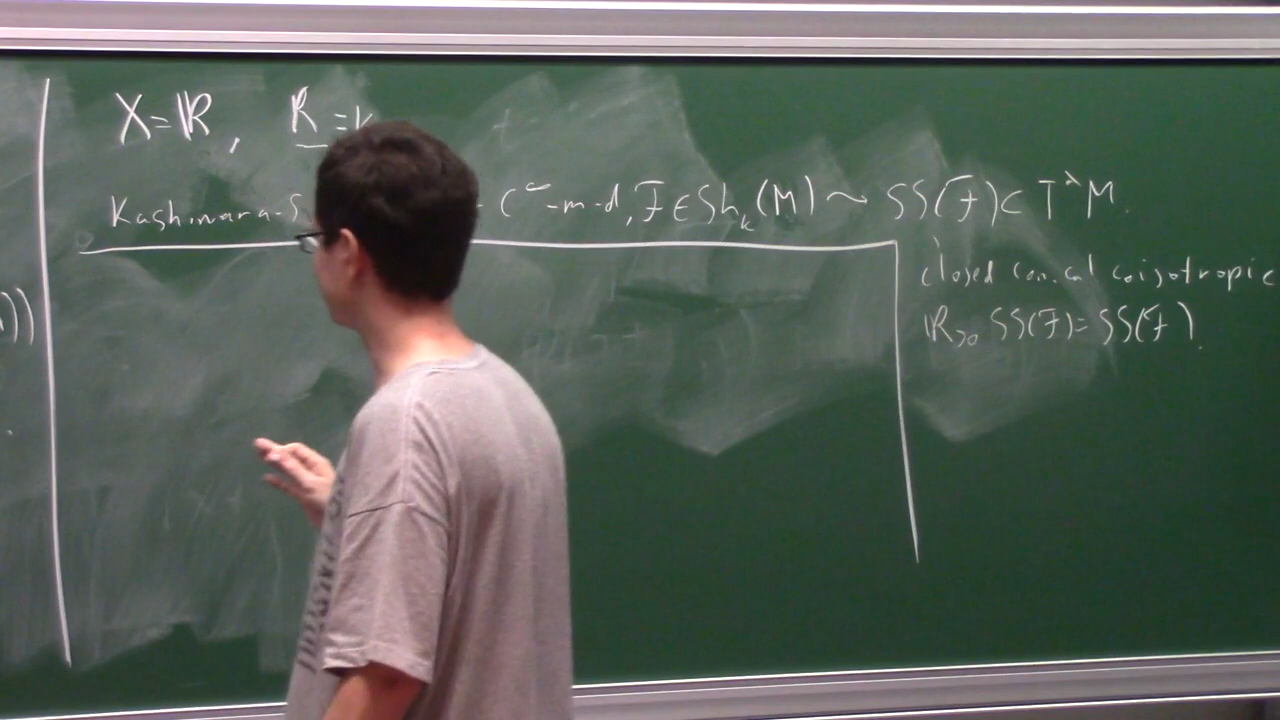 X=ℝ, R =
Kashiwara-S - C^∞-m-d, F ∈ Sh_k(M) ~ SS(F) ⊂ T*M.
closed conical coisotropic
ℝ_{>0} SS(F) = SS(F).
))